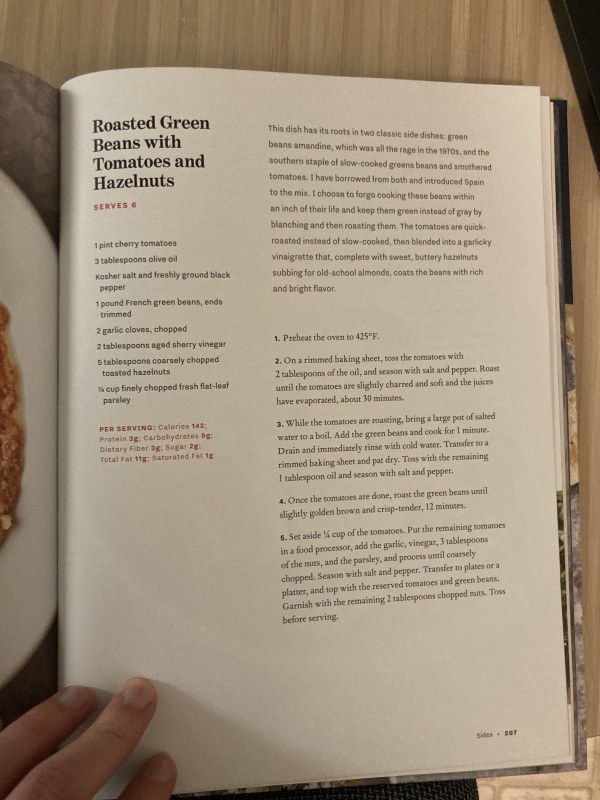 Roasted Green
Beans with
Tomatoes and
Hazelnuts
SERVES 6
1 pint cherry tomatoes
3 tablespoons olive oil
Kosher salt and freshly ground black
pepper
1 pound French green beans, ends
trimmed
2 garlic cloves, chopped
2 tablespoons aged sherry vinegar
5 tablespoons coarsely chopped
toasted hazelnuts
¼ cup finely chopped fresh flat-leaf
parsley
PER SERVING: Calories 142;
Protein 3g; Carbohydrates 9g;
Dietary Fiber 3g; Sugar 2g;
Total Fat 11g; Saturated Fat 1g
This dish has its roots in two classic side dishes: green
beans amandine, which was all the rage in the 1970s, and the
southern staple of slow-cooked greens beans and smothered
tomatoes. I have borrowed from both and introduced Spain
to the mix. I choose to forgo cooking these beans within
an inch of their life and keep them green instead of gray by
blanching and then roasting them. The tomatoes are quick-
roasted instead of slow-cooked, then blended into a garlicky
vinaigrette that, complete with sweet, buttery hazelnuts
subbing for old-school almonds, coats the beans with rich
and bright flavor.
1. Preheat the oven to 425°F.
2. On a rimmed baking sheet, toss the tomatoes with
2 tablespoons of the oil, and season with salt and pepper. Roast
until the tomatoes are slightly charred and soft and the juices
have evaporated, about 30 minutes.
3. While the tomatoes are roasting, bring a large pot of salted
water to a boil. Add the green beans and cook for 1 minute.
Drain and immediately rinse with cold water. Transfer to a
rimmed baking sheet and pat dry. Toss with the remaining
1 tablespoon oil and season with salt and pepper.
4. Once the tomatoes are done, roast the green beans until
slightly golden brown and crisp-tender, 12 minutes.
5. Set aside ¼ cup of the tomatoes. Put the remaining tomatoes
in a food processor, add the garlic, vinegar, 3 tablespoons
of the nuts, and the parsley, and process until coarsely
chopped. Season with salt and pepper. Transfer to plates or a
platter, and top with the reserved tomatoes and green beans.
Garnish with the remaining 2 tablespoons chopped nuts. Toss
before serving.
Sides • 207